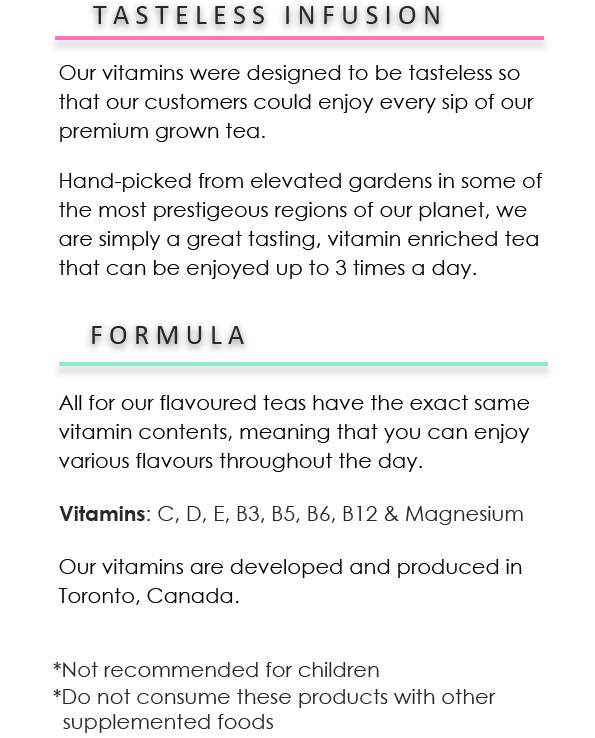 TASTELESS INFUSION
Our vitamins were designed to be tasteless so
that our customers could enjoy every sip of our
premium grown tea.
Hand-picked from elevated gardens in some of
the most prestigeous regions of our planet, we
are simply a great tasting, vitamin enriched tea
that can be enjoyed up to 3 times a day.
FORMULA
All for our flavoured teas have the exact same
vitamin contents, meaning that you can enjoy
various flavours throughout the day.
Vitamins: C, D, E, B3, B5, B6, B12 & Magnesium
Our vitamins are developed and produced in
Toronto, Canada.
*Not recommended for children
*Do not consume these products with other
supplemented foods